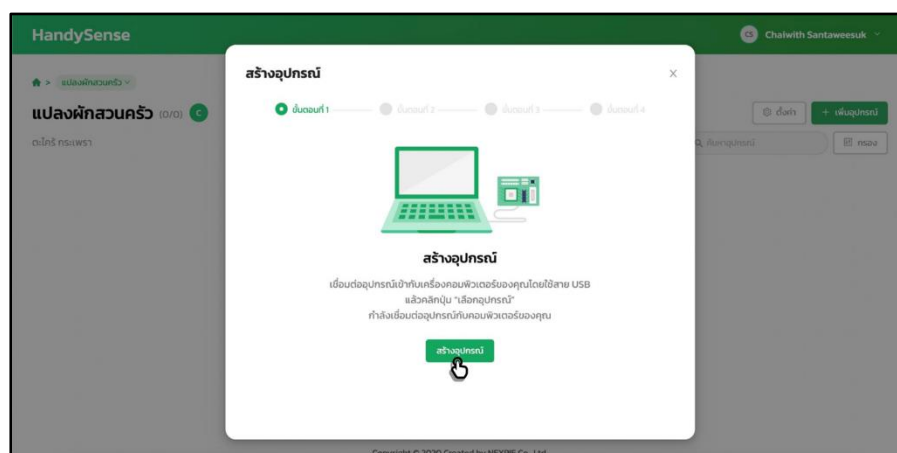 HandySense
CS Chalwith Santaweesuk
สร้างอุปกรณ์
X
> แปลงผักสวนครัว
ขั้นตอนที่ 1 ขั้นตอนที่ 2 ขั้นตอนที่ 3 ขั้นตอนที่ 4
แปลงผักสวนครัว (0/0) C
ตั้งค่า
+ เพิ่มอุปกรณ์
ตะไคร้ กระเพรา
ค้นหาอุปกรณ์
กรอง
สร้างอุปกรณ์
เชื่อมต่ออุปกรณ์เข้ากับเครื่องคอมพิวเตอร์ของคุณโดยใช้สาย USB
แล้วคลิกปุ่ม "เลือกอุปกรณ์"
กำลังเชื่อมต่ออุปกรณ์กับคอมพิวเตอร์ของคุณ
สร้างอุปกรณ์
Copyright © 2020 Created by NEXPIE Co., Ltd.